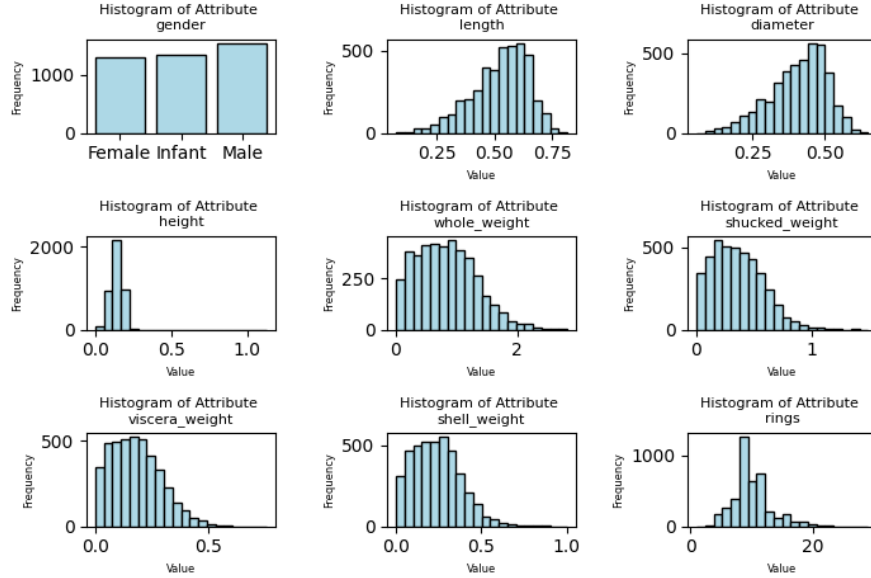 Histogram of Attribute
gender
Frequency
1000
0
Female Infant Male
Histogram of Attribute
length
Frequency
500
0
0.25 0.50 0.75
Value
Histogram of Attribute
diameter
Frequency
500
0
0.25 0.50
Value
Histogram of Attribute
height
Frequency
2000
0
0.0 0.5 1.0
Value
Histogram of Attribute
whole_weight
Frequency
250
0
0 2
Value
Histogram of Attribute
shucked_weight
Frequency
500
0
0 1
Value
Histogram of Attribute
viscera_weight
Frequency
500
0
0.0 0.5
Value
Histogram of Attribute
shell_weight
Frequency
500
0
0.0 0.5 1.0
Value
Histogram of Attribute
rings
Frequency
1000
0
0 20
Value